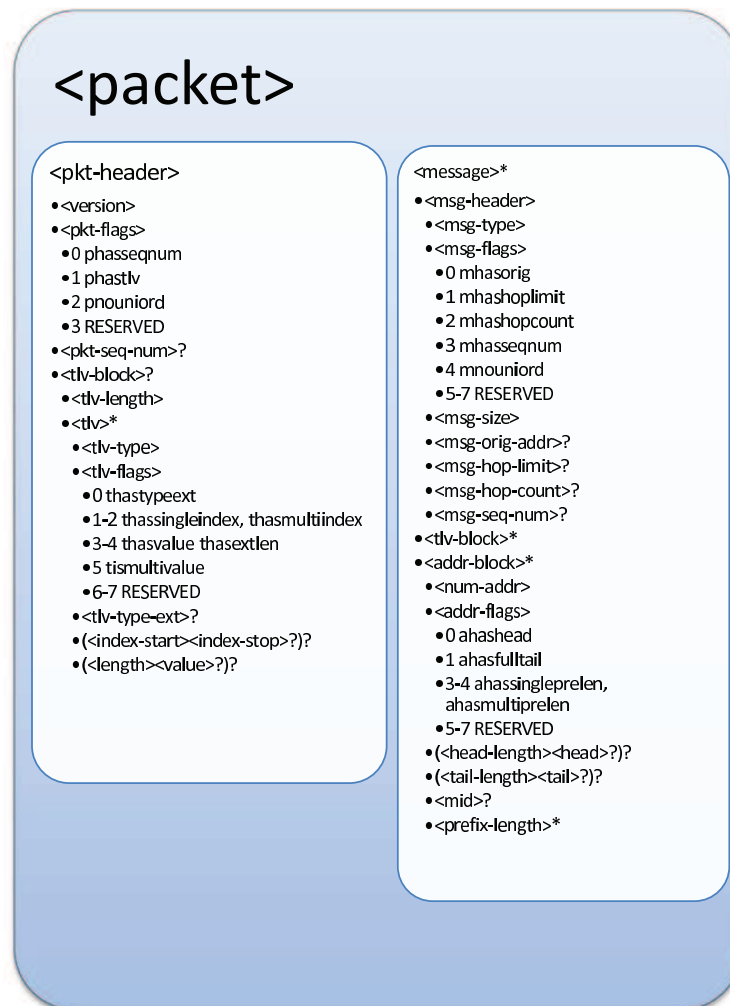 <packet>
<pkt-header>
•<version>
•<pkt-flags>
•0 phasseqnum
•1 phastlv
•2 pnouniord
•3 RESERVED
•<pkt-seq-num>?
•<tlv-block>?
•<tlv-length>
•<tlv>*
•<tlv-type>
•<tlv-flags>
•0 thastypeext
•1-2 thassingleindex, thasmultiindex
•3-4 thasvalue thasextlen
•5 tismultivalue
•6-7 RESERVED
•<tlv-type-ext>?
•(<index-start><index-stop>?)?
•(<length><value>?)?
<message>*
•<msg-header>
•<msg-type>
•<msg-flags>
•0 mhasorig
•1 mhashoplimit
•2 mhashopcount
•3 mhasseqnum
•4 mnouniord
•5-7 RESERVED
•<msg-size>
•<msg-orig-addr>?
•<msg-hop-limit>?
•<msg-hop-count>?
•<msg-seq-num>?
•<tlv-block>*
•<addr-block>*
•<num-addr>
•<addr-flags>
•0 ahashead
•1 ahasfulltail
•3-4 ahassingleprelen,
ahasmultiprelen
•5-7 RESERVED
•(<head-length><head>?)?
•(<tail-length><tail>?)?
•<mid>?
•<prefix-length>*